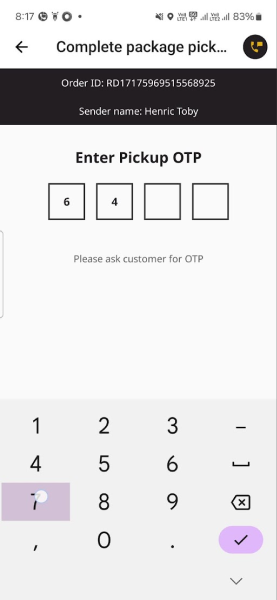 8:17 83%
Complete package pick...
Order ID: RD17175969515568925
Sender name: Henric Toby
Enter Pickup OTP
6 4
Please ask customer for OTP
1 2 3 –
4 5 6
7 8 9
, 0 .